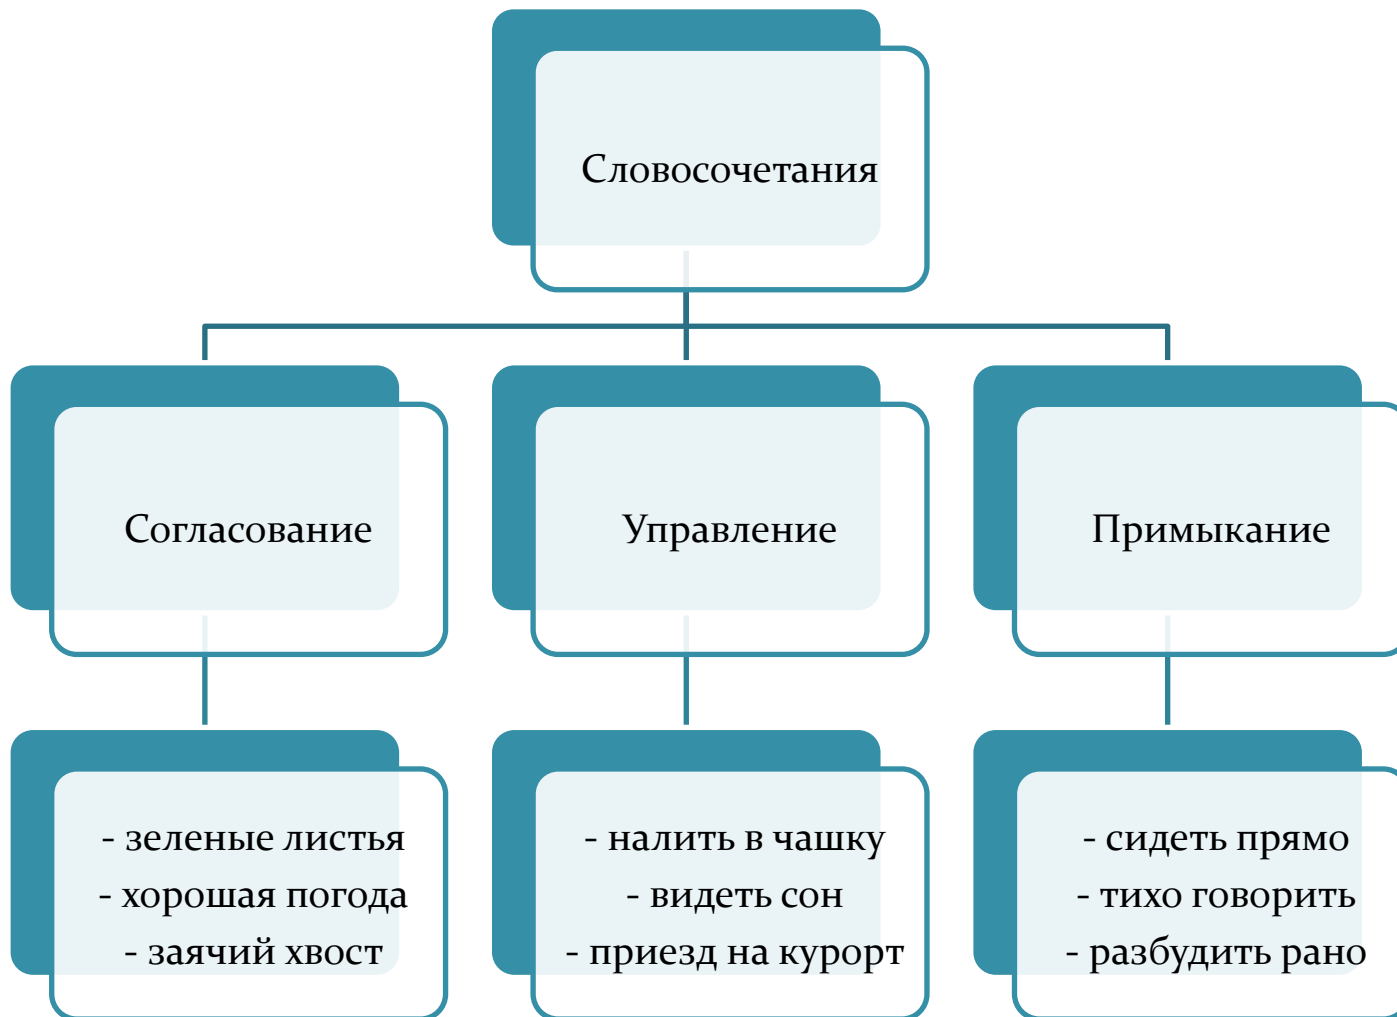 Словосочетания
Согласование
Управление
Примыкание
- зеленые листья
- хорошая погода
- заячий хвост
- налить в чашку
- видеть сон
- приезд на курорт
- сидеть прямо
- тихо говорить
- разбудить рано